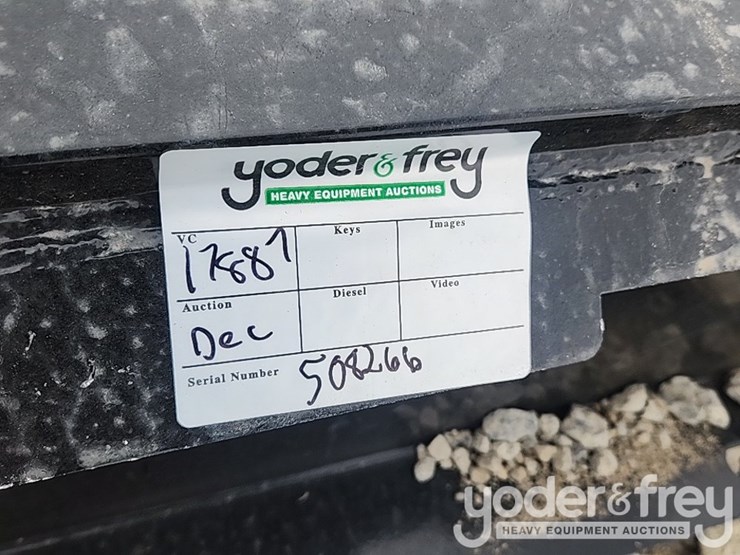 yoder & frey
HEAVY EQUIPMENT AUCTIONS
VC Keys Images
17887
Auction Diesel Video
Dec
Serial Number 508266
yoder & frey
HEAVY EQUIPMENT AUCTIONS